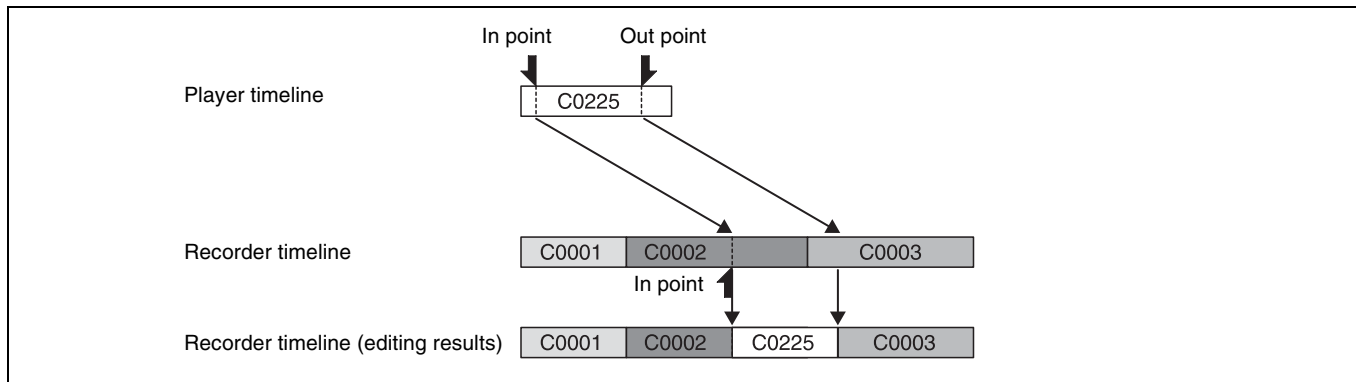 In point Out point
Player timeline C0225
Recorder timeline C0001 C0002 C0003
In point
Recorder timeline (editing results) C0001 C0002 C0225 C0003